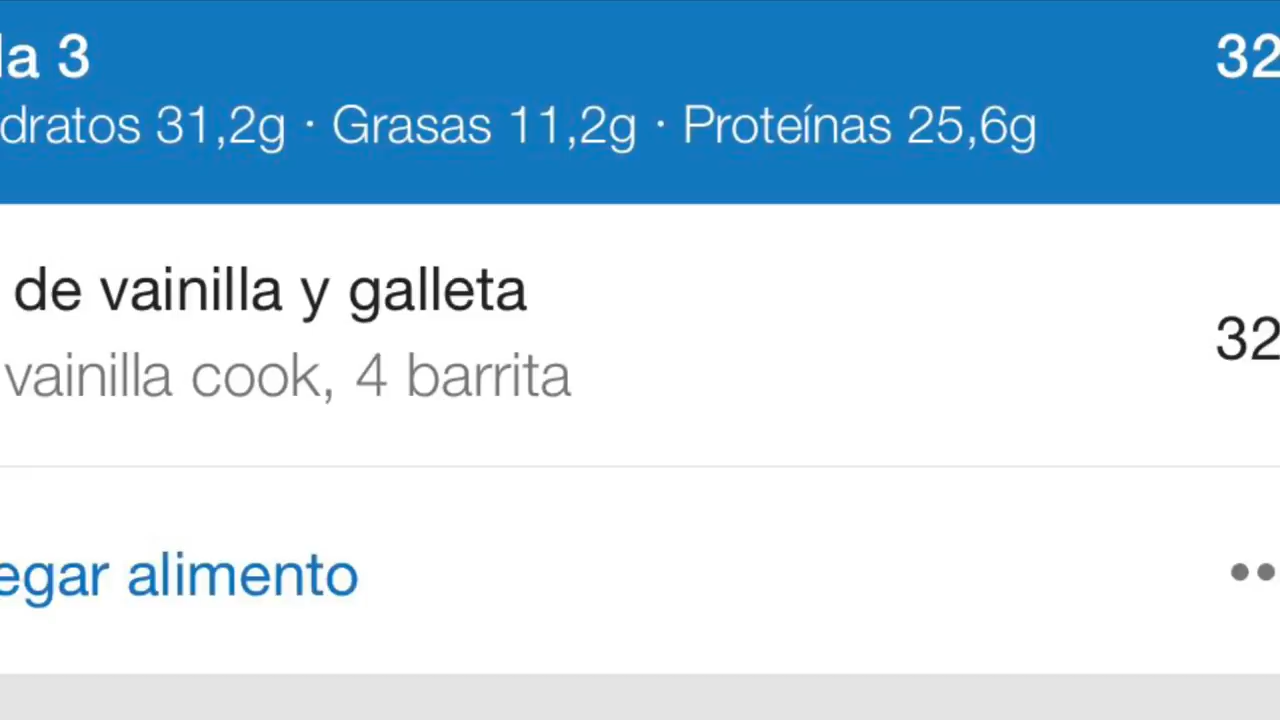 la 3
32
dratos 31,2g · Grasas 11,2g · Proteínas 25,6g
de vainilla y galleta
32
vainilla cook, 4 barrita
egar alimento